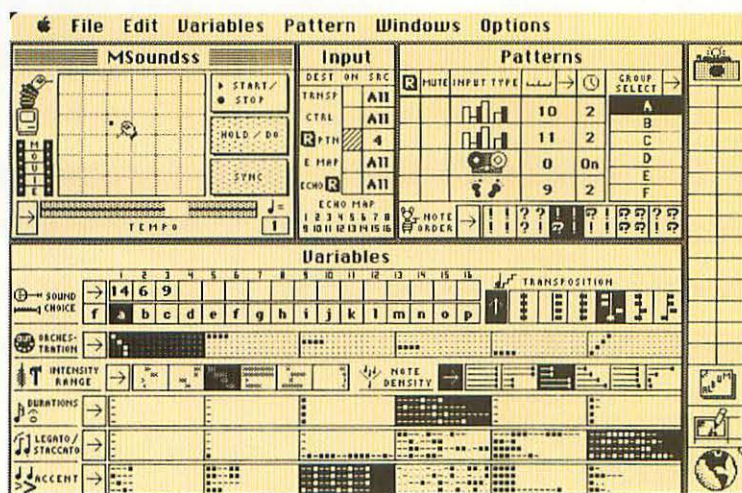 File Edit Variables Pattern Windows Options
MSoundss
START/
STOP
HOLD / DO
SYNC
MOVIE
TEMPO
1
Input
DEST ON SRC
TRNSP All
CTRL All
R PTN 4
E MAP All
ECHO R All
ECHO MAP
1 2 3 4 5 6 7 8
9 10 11 12 13 14 15 16
Patterns
R MUTE INPUT TYPE GROUP SELECT
10 2
11 2
0 On
9 2
A
B
C
D
E
F
NOTE ORDER
Variables
1 2 3 4 5 6 7 8 9 10 11 12 13 14 15 16
SOUND CHOICE
14 6 9
f a b c d e f g h i j k l m n o p
TRANSPOSITION
ORCHES-
TRATION
INTENSITY
RANGE
NOTE
DENSITY
DURATIONS
LEGATO/
STACCATO
ACCENT
ALBUM